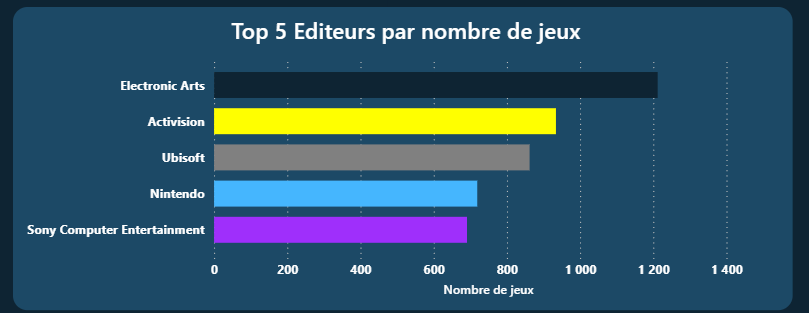 Top 5 Editeurs par nombre de jeux
Electronic Arts
Activision
Ubisoft
Nintendo
Sony Computer Entertainment
0 200 400 600 800 1 000 1 200 1 400
Nombre de jeux